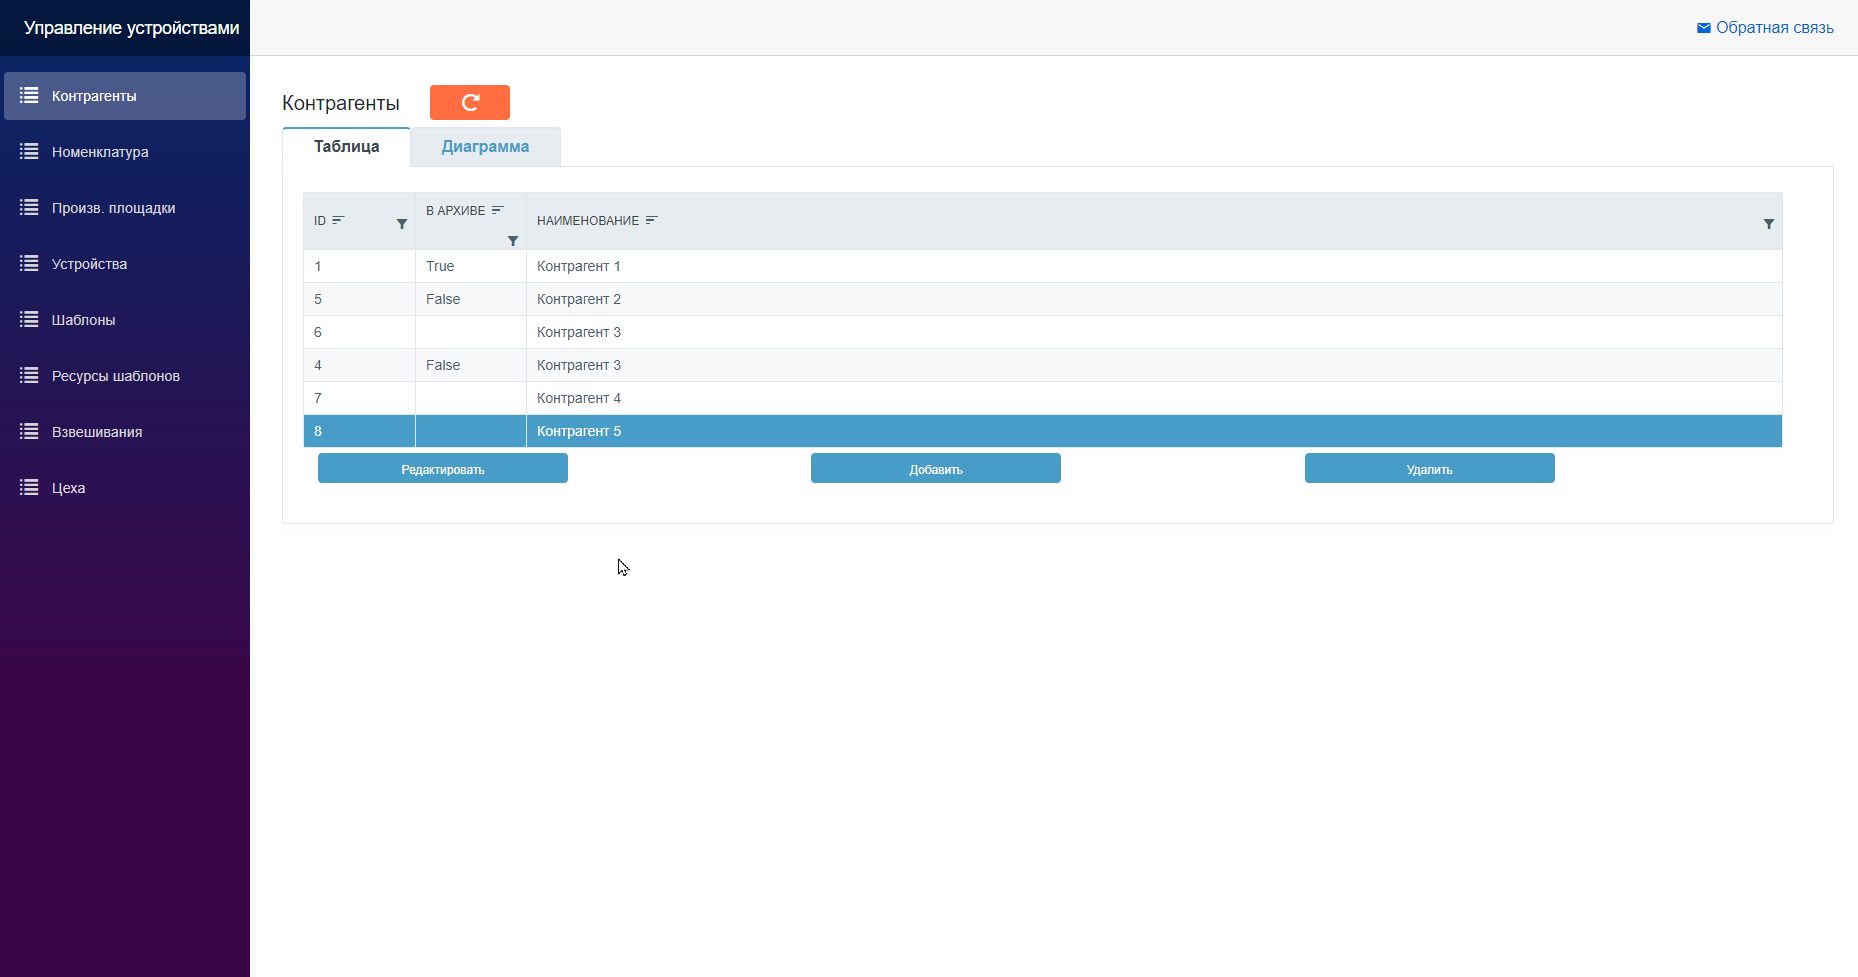 Управление устройствами
Обратная связь
Контрагенты
Номенклатура
Произв. площадки
Устройства
Шаблоны
Ресурсы шаблонов
Взвешивания
Цеха
Контрагенты
Таблица Диаграмма
ID В АРХИВЕ НАИМЕНОВАНИЕ
1 True Контрагент 1
5 False Контрагент 2
6 Контрагент 3
4 False Контрагент 3
7 Контрагент 4
8 Контрагент 5
Редактировать Добавить Удалить